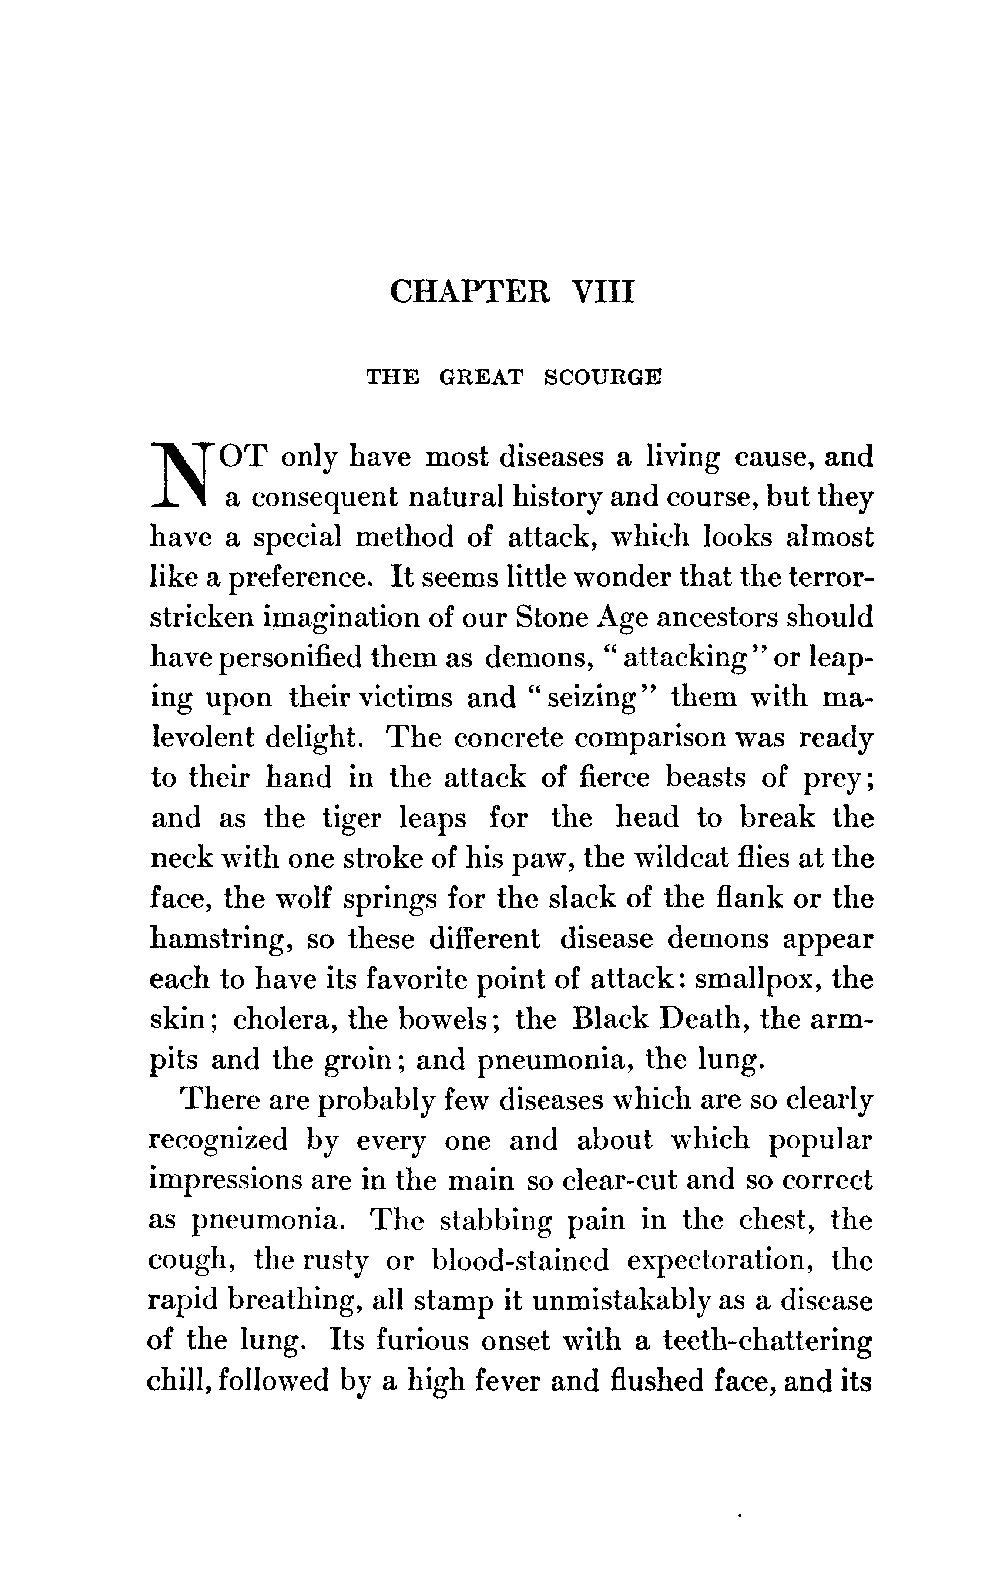 CHAPTER VIII
THE GREAT SCOURGE
NOT only have most diseases a living cause, and
a consequent natural history and course, but they
have a special method of attack, which looks almost
like a preference. It seems little wonder that the terror-
stricken imagination of our Stone Age ancestors should
have personified them as demons, “attacking” or leap-
ing upon their victims and “seizing” them with ma-
levolent delight. The concrete comparison was ready
to their hand in the attack of fierce beasts of prey;
and as the tiger leaps for the head to break the
neck with one stroke of his paw, the wildcat flies at the
face, the wolf springs for the slack of the flank or the
hamstring, so these different disease demons appear
each to have its favorite point of attack: smallpox, the
skin; cholera, the bowels; the Black Death, the arm-
pits and the groin; and pneumonia, the lung.
There are probably few diseases which are so clearly
recognized by every one and about which popular
impressions are in the main so clear-cut and so correct
as pneumonia. The stabbing pain in the chest, the
cough, the rusty or blood-stained expectoration, the
rapid breathing, all stamp it unmistakably as a disease
of the lung. Its furious onset with a teeth-chattering
chill, followed by a high fever and flushed face, and its